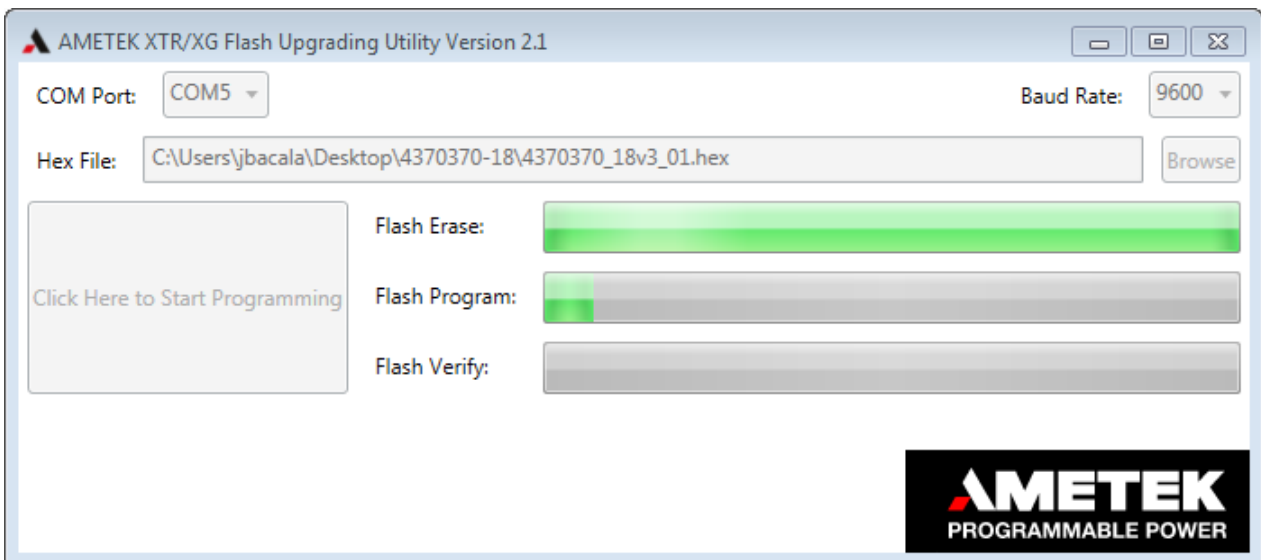 AMETEK XTR/XG Flash Upgrading Utility Version 2.1
COM Port: COM5 Baud Rate: 9600
Hex File: C:\Users\jbacala\Desktop\4370370-18\4370370_18v3_01.hex Browse
Flash Erase:
Click Here to Start Programming Flash Program:
Flash Verify:
AMETEK
PROGRAMMABLE POWER